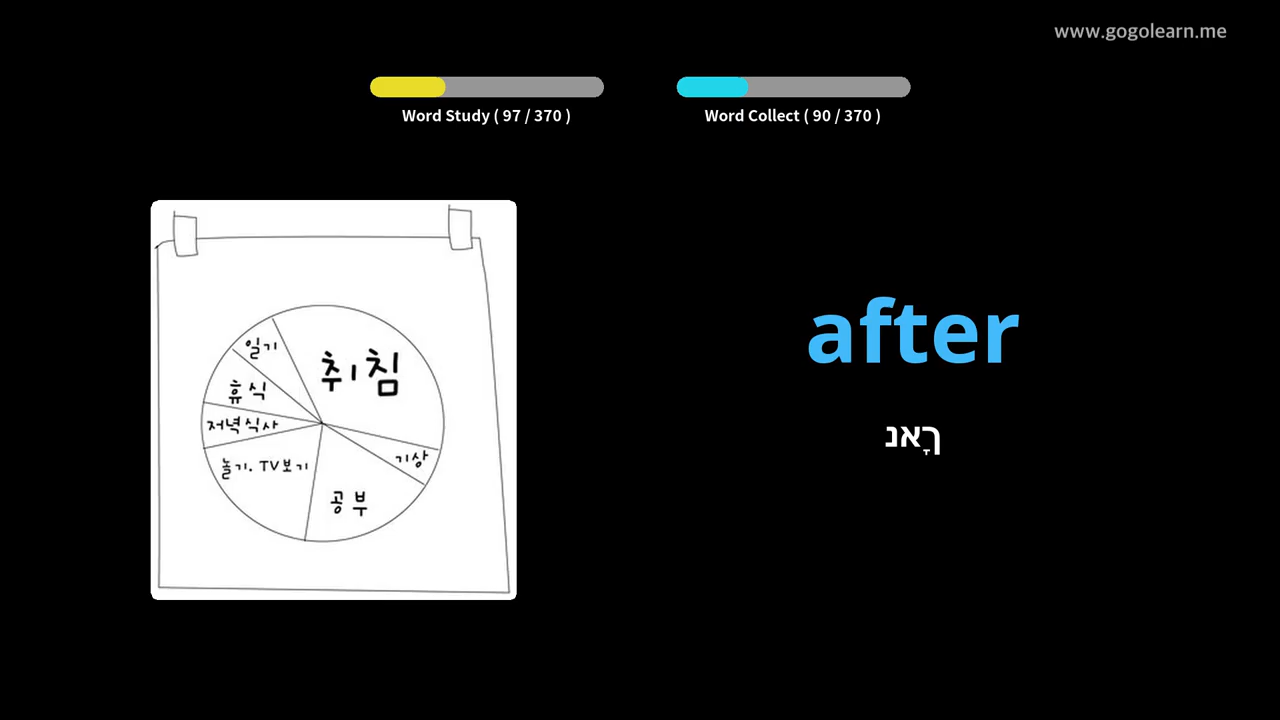 www.gogolearn.me
Word Study ( 97 / 370 )
Word Collect ( 90 / 370 )
일기
취침
휴식
저녁식사
놀기. TV보기
기상
공부
after
ךָאנ